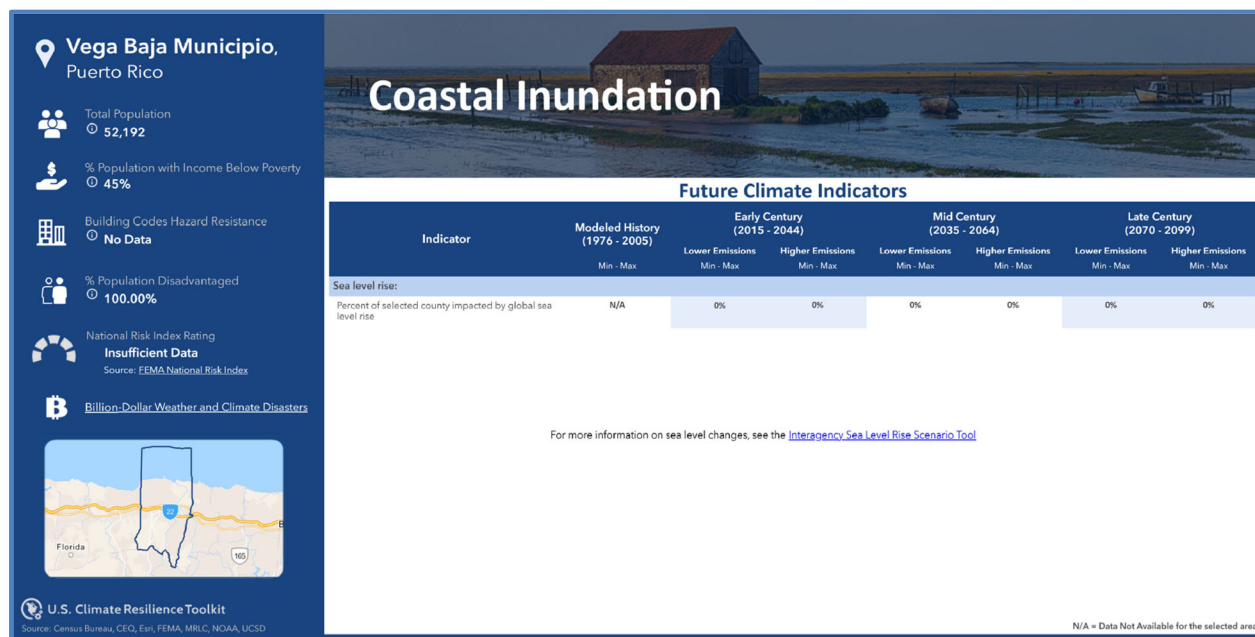 Vega Baja Municipio,
Puerto Rico
Total Population
52,192
% Population with Income Below Poverty
45%
Building Codes Hazard Resistance
No Data
% Population Disadvantaged
100.00%
National Risk Index Rating
Insufficient Data
Source: FEMA National Risk Index
Billion-Dollar Weather and Climate Disasters
22
Florida
165
U.S. Climate Resilience Toolkit
Source: Census Bureau, CEQ, Esri, FEMA, MRLC, NOAA, UCSD
Coastal Inundation
Future Climate Indicators
Indicator
Modeled History
(1976 - 2005)
Min - Max
Early Century
(2015 - 2044)
Lower Emissions Higher Emissions
Min - Max Min - Max
Mid Century
(2035 - 2064)
Lower Emissions Higher Emissions
Min - Max Min - Max
Late Century
(2070 - 2099)
Lower Emissions Higher Emissions
Min - Max Min - Max
Sea level rise:
Percent of selected county impacted by global sea
level rise
N/A 0% 0% 0% 0% 0% 0%
For more information on sea level changes, see the Interagency Sea Level Rise Scenario Tool
N/A = Data Not Available for the selected area